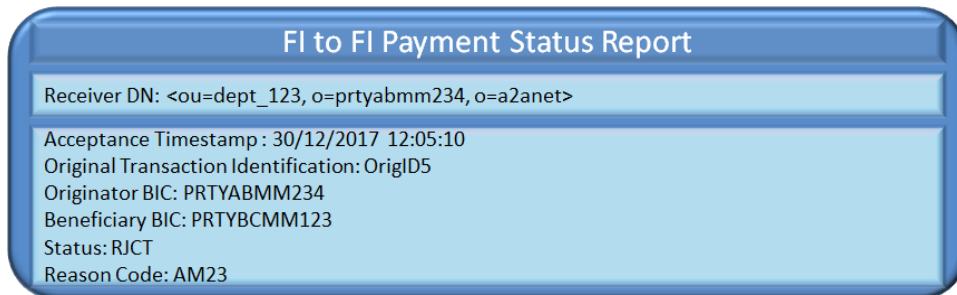 FI to FI Payment Status Report
Receiver DN: <ou=dept_123, o=prtyabmm234, o=a2anet>
Acceptance Timestamp : 30/12/2017 12:05:10
Original Transaction Identification: OrigID5
Originator BIC: PRTYABMM234
Beneficiary BIC: PRTYBCMM123
Status: RJCT
Reason Code: AM23